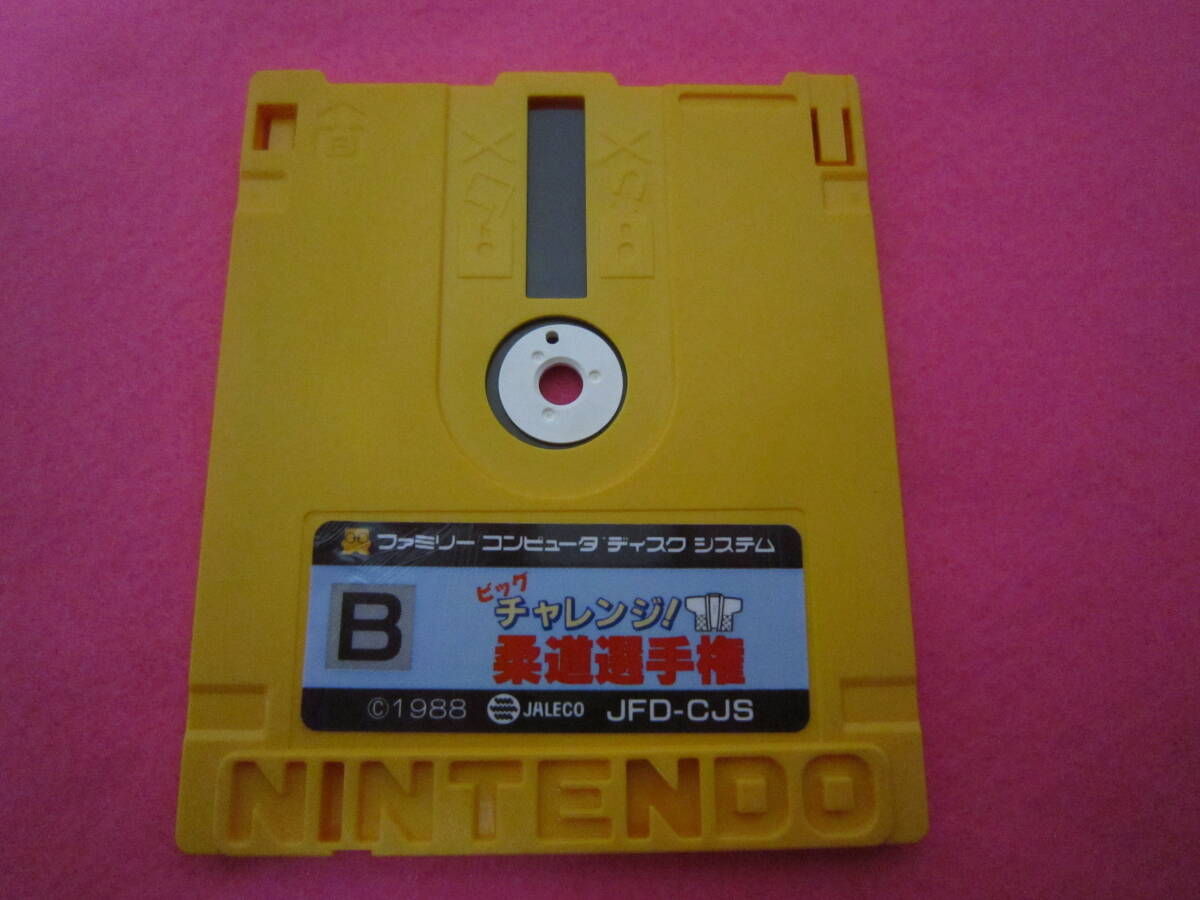 ファミリーコンピュータ ディスク システム
B
ビッグ
チャレンジ!
柔道選手権
©1988 JALECO JFD-CJS
NINTENDO